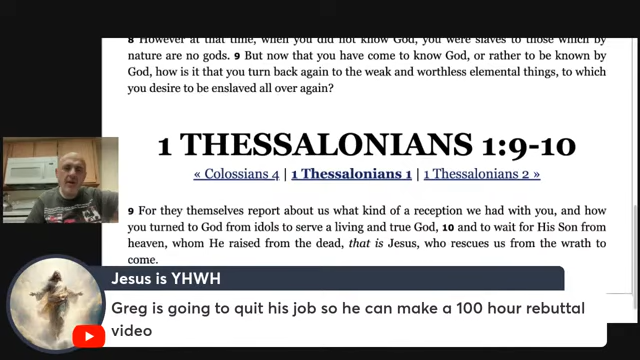 8 However at that time, when you did not know God, you were slaves to those which by
nature are no gods. 9 But now that you have come to know God, or rather to be known by
God, how is it that you turn back again to the weak and worthless elemental things, to which
you desire to be enslaved all over again?
1 THESSALONIANS 1:9-10
« Colossians 4 | 1 Thessalonians 1 | 1 Thessalonians 2 »
9 For they themselves report about us what kind of a reception we had with you, and how
you turned to God from idols to serve a living and true God, 10 and to wait for His Son from
heaven, whom He raised from the dead, that is Jesus, who rescues us from the wrath to
come.
Jesus is YHWH
Greg is going to quit his job so he can make a 100 hour rebuttal
video